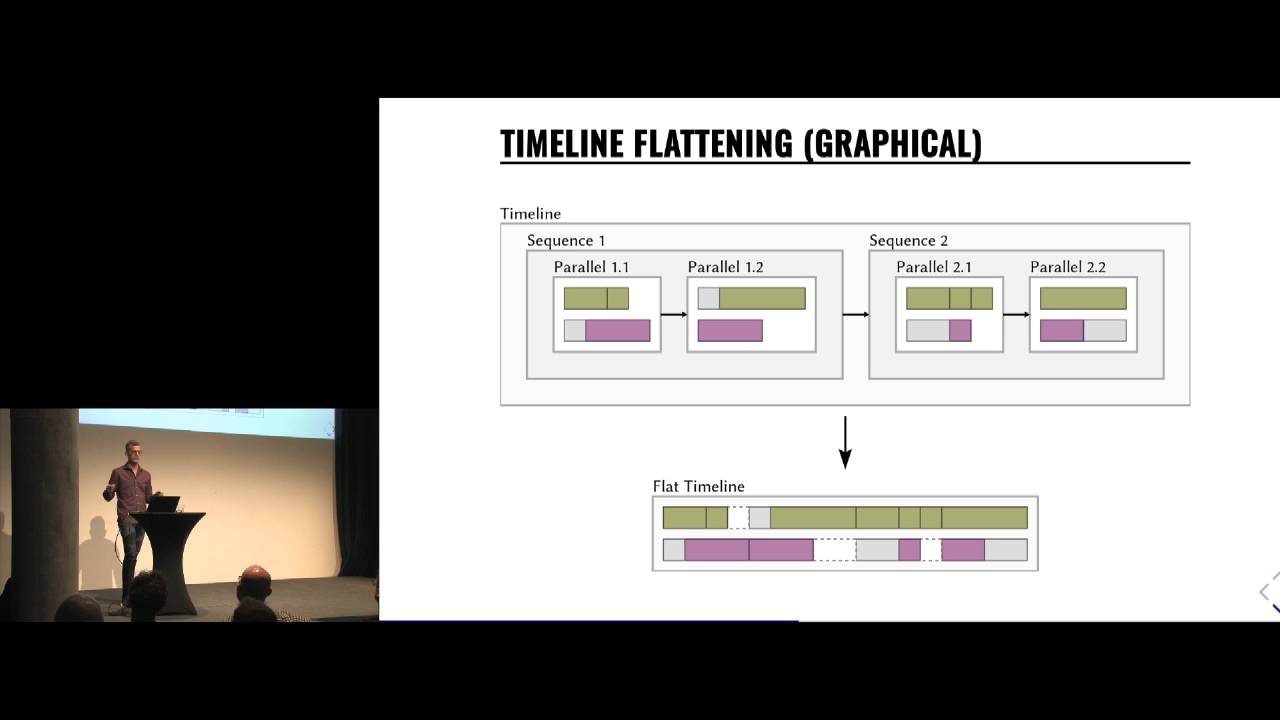 TIMELINE FLATTENING (GRAPHICAL)
Timeline
Sequence 1
Sequence 2
Parallel 1.1
Parallel 1.2
Parallel 2.1
Parallel 2.2
Flat Timeline